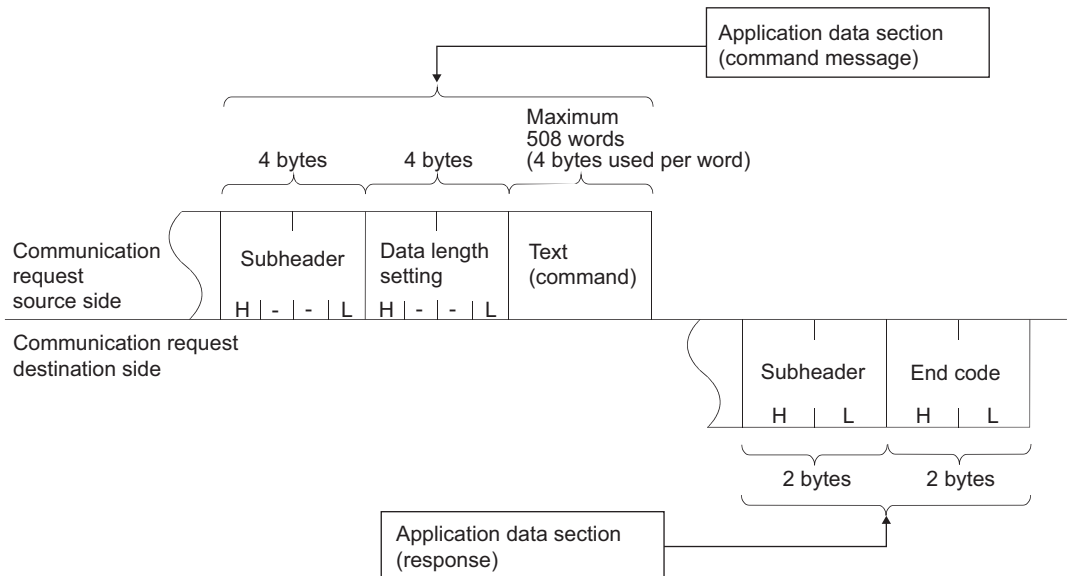 Application data section
(command message)
Maximum
508 words
(4 bytes used per word)
4 bytes
4 bytes
Communication
request
source side
Subheader
H - - L
Data length
setting
H - - L
Text
(command)
Communication request
destination side
Subheader
H L
End code
H L
2 bytes
2 bytes
Application data section
(response)